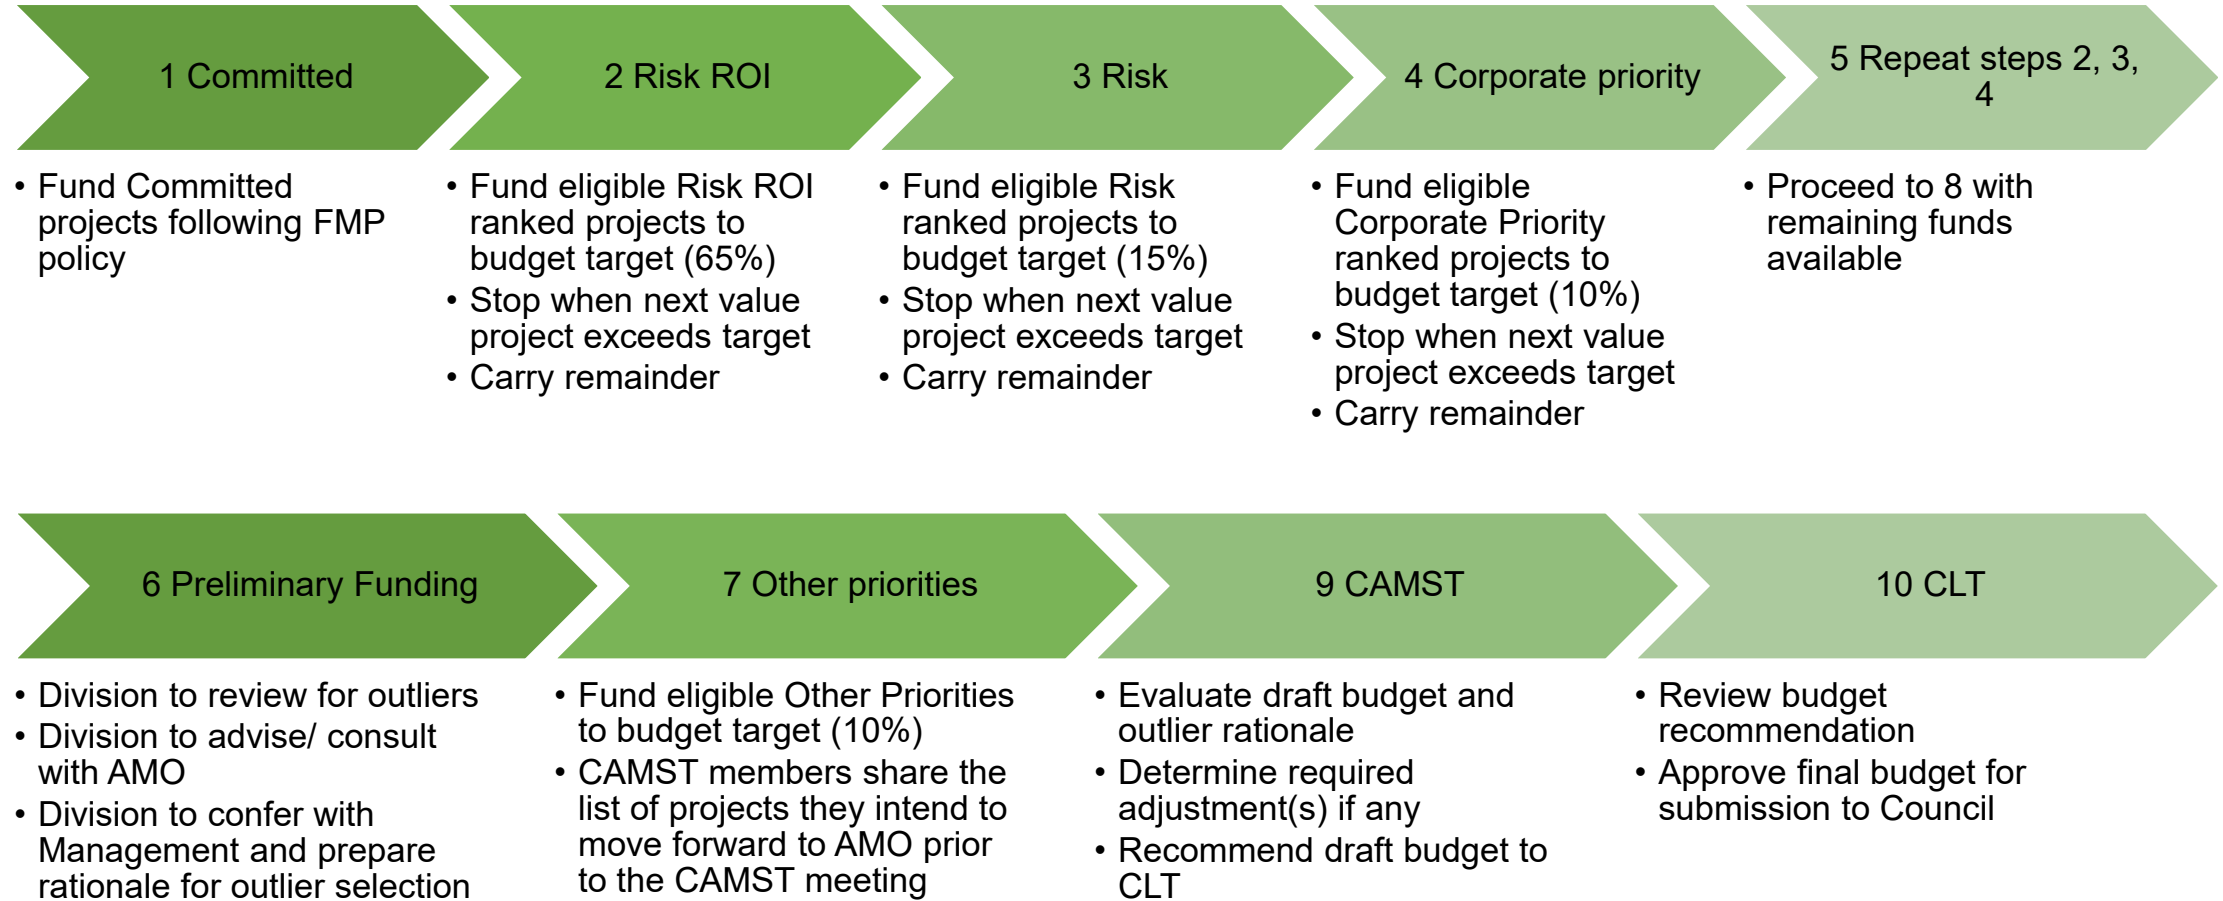 1 Committed
• Fund Committed
projects following FMP
policy
2 Risk ROI
• Fund eligible Risk ROI
ranked projects to
budget target (65%)
• Stop when next value
project exceeds target
• Carry remainder
3 Risk
• Fund eligible Risk
ranked projects to
budget target (15%)
• Stop when next value
project exceeds target
• Carry remainder
4 Corporate priority
• Fund eligible
Corporate Priority
ranked projects to
budget target (10%)
• Stop when next value
project exceeds target
• Carry remainder
5 Repeat steps 2, 3,
4
• Proceed to 8 with
remaining funds
available
6 Preliminary Funding
• Division to review for outliers
• Division to advise/ consult
with AMO
• Division to confer with
Management and prepare
rationale for outlier selection
7 Other priorities
• Fund eligible Other Priorities
to budget target (10%)
• CAMST members share the
list of projects they intend to
move forward to AMO prior
to the CAMST meeting
9 CAMST
• Evaluate draft budget and
outlier rationale
• Determine required
adjustment(s) if any
• Recommend draft budget to
CLT
10 CLT
• Review budget
recommendation
• Approve final budget for
submission to Council